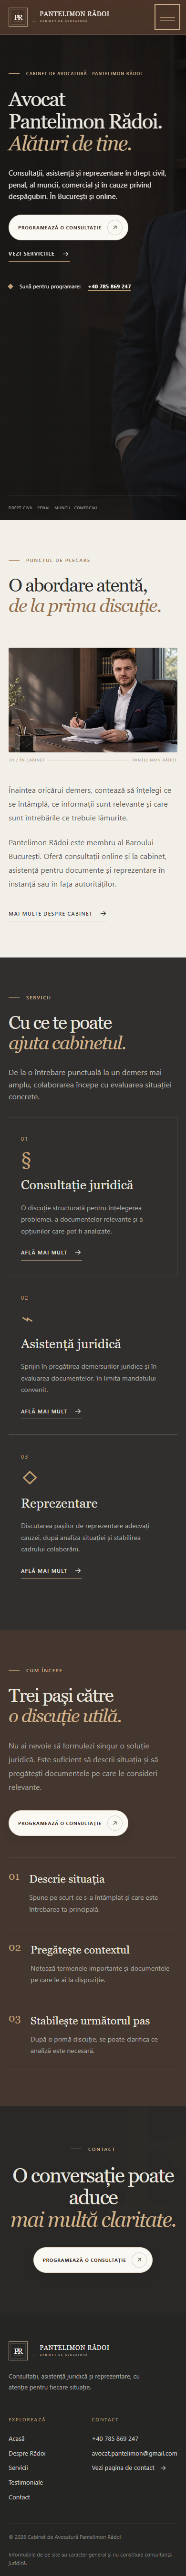 PR
PANTELIMON RĂDOI
CABINET DE AVOCATURĂ
CABINET DE AVOCATURĂ · PANTELIMON RĂDOI
Avocat
Pantelimon Rădoi.
Alături de tine.
Consultații, asistență și reprezentare în drept civil,
penal, al muncii, comercial și în cauze privind
despăgubiri. În București și online.
PROGRAMEAZĂ O CONSULTAȚIE ↗
VEZI SERVICIILE →
Sună pentru programare: +40 785 869 247
DREPT CIVIL · PENAL · MUNCII · COMERCIAL
PUNCTUL DE PLECARE
O abordare atentă,
de la prima discuție.
01 / ÎN CABINET
PANTELIMON RĂDOI
Înaintea oricărui demers, contează să înțelegi ce
se întâmplă, ce informații sunt relevante și care
sunt întrebările ce trebuie lămurite.
Pantelimon Rădoi este membru al Baroului
București. Oferă consultații online și la cabinet,
asistență pentru documente și reprezentare în
instanță sau în fața autorităților.
MAI MULTE DESPRE CABINET →
SERVICII
Cu ce te poate
ajuta cabinetul.
De la o întrebare punctuală la un demers mai
amplu, colaborarea începe cu evaluarea situației
concrete.
01
§
Consultație juridică
O discuție structurată pentru înțelegerea
problemei, a documentelor relevante și a
opțiunilor care pot fi analizate.
AFLĂ MAI MULT →
02
Asistență juridică
Sprijin în pregătirea demersurilor juridice și în
evaluarea documentelor, în limita mandatului
convenit.
AFLĂ MAI MULT →
03
Reprezentare
Discutarea pașilor de reprezentare adecvați
cauzei, după analiza situației și stabilirea
cadrului colaborării.
AFLĂ MAI MULT →
CUM ÎNCEPE
Trei pași către
o discuție utilă.
Nu ai nevoie să formulezi singur o soluție
juridică. Este suficient să descrii situația și să
pregătești documentele pe care le consideri
relevante.
PROGRAMEAZĂ O CONSULTAȚIE ↗
01 Descrie situația
Spune pe scurt ce s-a întâmplat și care este
întrebarea ta principală.
02 Pregătește contextul
Notează termenele importante și documentele
pe care le ai la dispoziție.
03 Stabilește următorul pas
După o primă discuție, se poate clarifica ce
analiză este necesară.
CONTACT
O conversație poate
aduce
mai multă claritate.
PROGRAMEAZĂ O CONSULTAȚIE ↗
PR
PANTELIMON RĂDOI
CABINET DE AVOCATURĂ
Consultații, asistență juridică și reprezentare, cu
atenție pentru fiecare situație.
EXPLOREAZĂ
Acasă
Despre Rădoi
Servicii
Testimoniale
Contact
CONTACT
+40 785 869 247
avocat.pantelimon@gmail.com
Vezi pagina de contact →
© 2026 Cabinet de Avocatură Pantelimon Rădoi
Informațiile de pe site au caracter general și nu constituie consultanță
juridică.